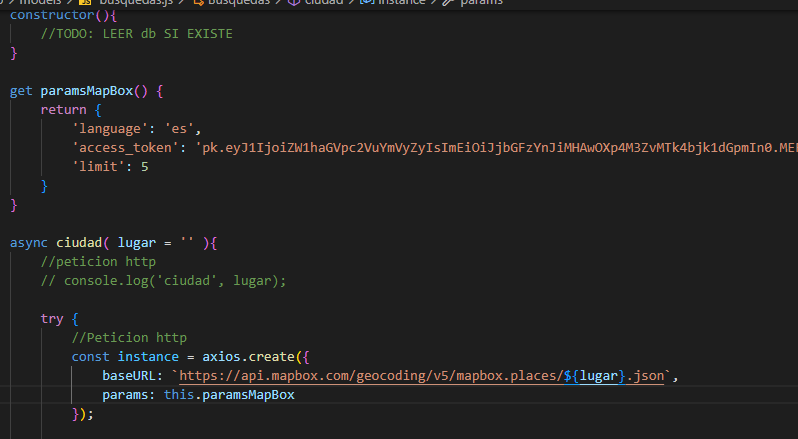 models > JS busquedas.js > Busquedas > ciudad > instance > params
constructor(){
//TODO: LEER db SI EXISTE
}
get paramsMapBox() {
return {
'language': 'es',
'access_token': 'pk.eyJ1IjoiZW1haGVpc2VuYmVyZyIsImEiOiJjbGFzYnJiMHAwOXp4M3ZvMTk4bjk1dGpmIn0.MEF
'limit': 5
}
}
async ciudad( lugar = '' ){
//peticion http
// console.log('ciudad', lugar);
try {
//Peticion http
const instance = axios.create({
baseURL: `https://api.mapbox.com/geocoding/v5/mapbox.places/${lugar}.json`,
params: this.paramsMapBox
});